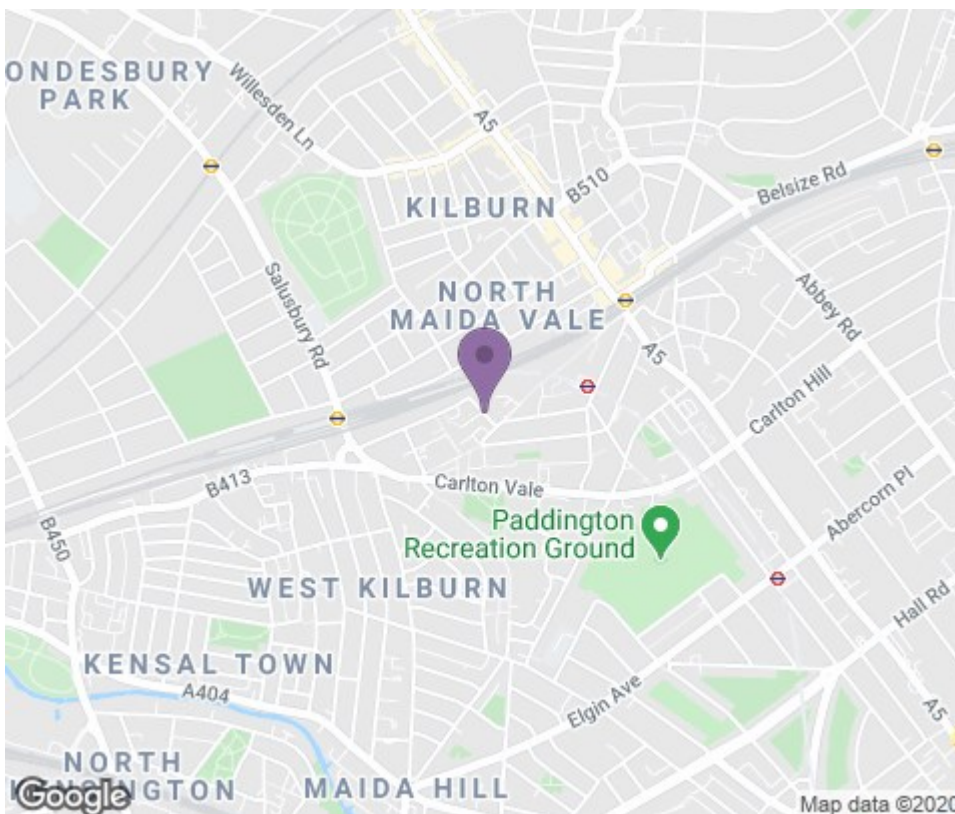 ONDESBURY
PARK
Willesden Ln
A5
KILBURN
B510
Belsize Rd
NORTH
MAIDA VALE
Salusbury Rd
A5
Abbey Rd
Carlton Hill
B413
Carlton Vale
B450
Paddington
Recreation Ground
Abercorn Pl
WEST KILBURN
Hall Rd
KENSAL TOWN
A404
Elgin Ave
A5
NORTH
NGTON
MAIDA HILL
Google
Map data ©2020